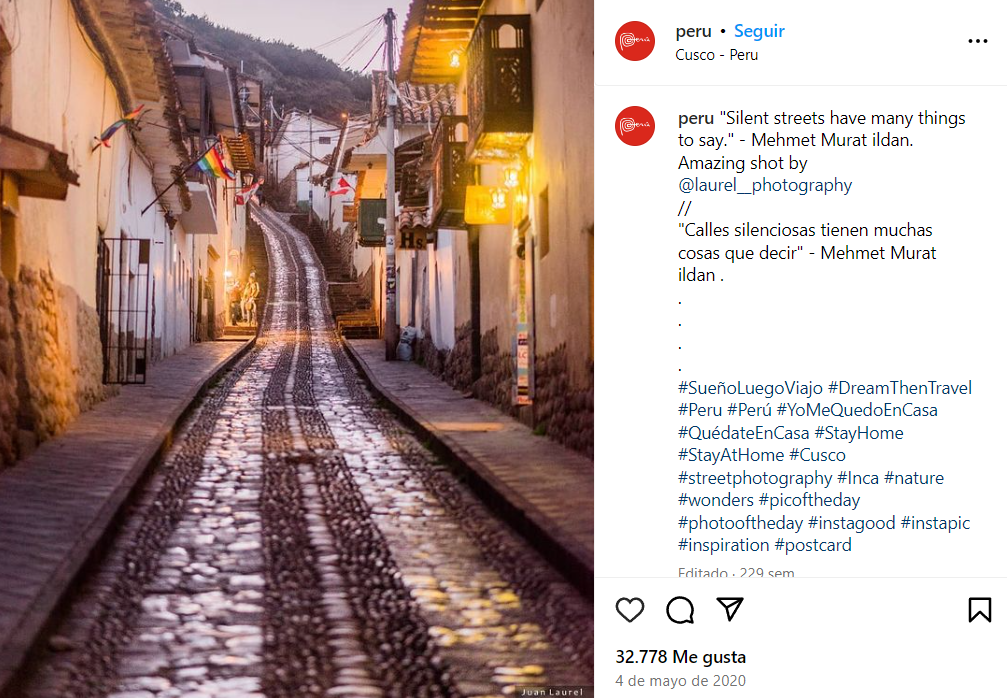 peru • Seguir
Cusco - Peru
peru "Silent streets have many things
to say." - Mehmet Murat ildan.
Amazing shot by
@laurel__photography
//
"Calles silenciosas tienen muchas
cosas que decir" - Mehmet Murat
ildan .
.
.
.
.
#SueñoLuegoViajo #DreamThenTravel
#Peru #Perú #YoMeQuedoEnCasa
#QuédateEnCasa #StayHome
#StayAtHome #Cusco
#streetphotography #Inca #nature
#wonders #picoftheday
#photooftheday #instagood #instapic
#inspiration #postcard
Editado · 229 sem
32.778 Me gusta
4 de mayo de 2020
Juan Laurel